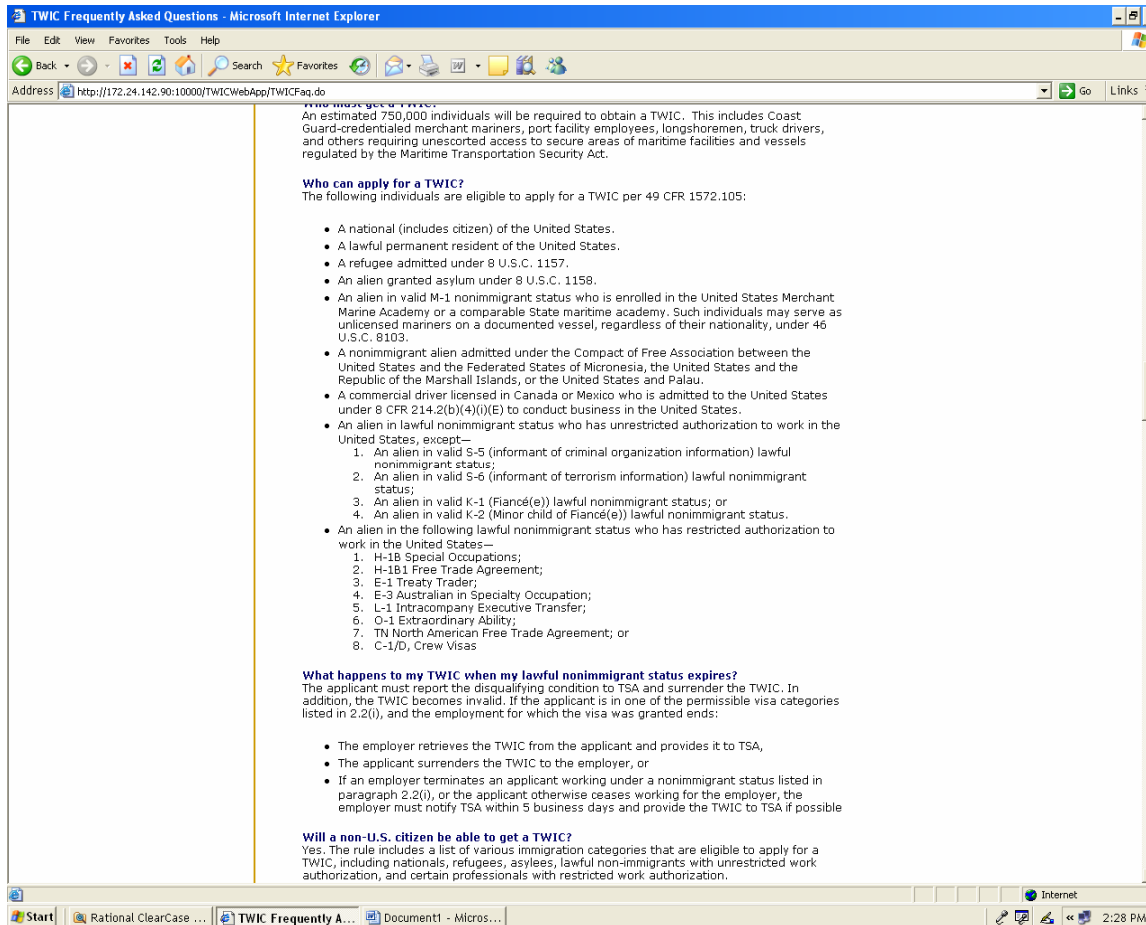 TWIC Frequently Asked Questions - Microsoft Internet Explorer
File Edit View Favorites Tools Help
Back Search Favorites
Address http://172.24.142.90:10000/TWICWebApp/TWICFaq.do Go Links
Who must get a TWIC?
An estimated 750,000 individuals will be required to obtain a TWIC. This includes Coast
Guard-credentialed merchant mariners, port facility employees, longshoremen, truck drivers,
and others requiring unescorted access to secure areas of maritime facilities and vessels
regulated by the Maritime Transportation Security Act.
Who can apply for a TWIC?
The following individuals are eligible to apply for a TWIC per 49 CFR 1572.105:
• A national (includes citizen) of the United States.
• A lawful permanent resident of the United States.
• A refugee admitted under 8 U.S.C. 1157.
• An alien granted asylum under 8 U.S.C. 1158.
• An alien in valid M-1 nonimmigrant status who is enrolled in the United States Merchant
Marine Academy or a comparable State maritime academy. Such individuals may serve as
unlicensed mariners on a documented vessel, regardless of their nationality, under 46
U.S.C. 8103.
• A nonimmigrant alien admitted under the Compact of Free Association between the
United States and the Federated States of Micronesia, the United States and the
Republic of the Marshall Islands, or the United States and Palau.
• A commercial driver licensed in Canada or Mexico who is admitted to the United States
under 8 CFR 214.2(b)(4)(i)(E) to conduct business in the United States.
• An alien in lawful nonimmigrant status who has unrestricted authorization to work in the
United States, except—
1. An alien in valid S-5 (informant of criminal organization information) lawful
nonimmigrant status;
2. An alien in valid S-6 (informant of terrorism information) lawful nonimmigrant
status;
3. An alien in valid K-1 (Fiancé(e)) lawful nonimmigrant status; or
4. An alien in valid K-2 (Minor child of Fiancé(e)) lawful nonimmigrant status.
• An alien in the following lawful nonimmigrant status who has restricted authorization to
work in the United States—
1. H-1B Special Occupations;
2. H-1B1 Free Trade Agreement;
3. E-1 Treaty Trader;
4. E-3 Australian in Specialty Occupation;
5. L-1 Intracompany Executive Transfer;
6. O-1 Extraordinary Ability;
7. TN North American Free Trade Agreement; or
8. C-1/D, Crew Visas
What happens to my TWIC when my lawful nonimmigrant status expires?
The applicant must report the disqualifying condition to TSA and surrender the TWIC. In
addition, the TWIC becomes invalid. If the applicant is in one of the permissible visa categories
listed in 2.2(i), and the employment for which the visa was granted ends:
• The employer retrieves the TWIC from the applicant and provides it to TSA,
• The applicant surrenders the TWIC to the employer, or
• If an employer terminates an applicant working under a nonimmigrant status listed in
paragraph 2.2(i), or the applicant otherwise ceases working for the employer, the
employer must notify TSA within 5 business days and provide the TWIC to TSA if possible
Will a non-U.S. citizen be able to get a TWIC?
Yes. The rule includes a list of various immigration categories that are eligible to apply for a
TWIC, including nationals, refugees, asylees, lawful non-immigrants with unrestricted work
authorization, and certain professionals with restricted work authorization.
Internet
Start Rational ClearCase ... TWIC Frequently A... Document1 - Micros... 2:28 PM